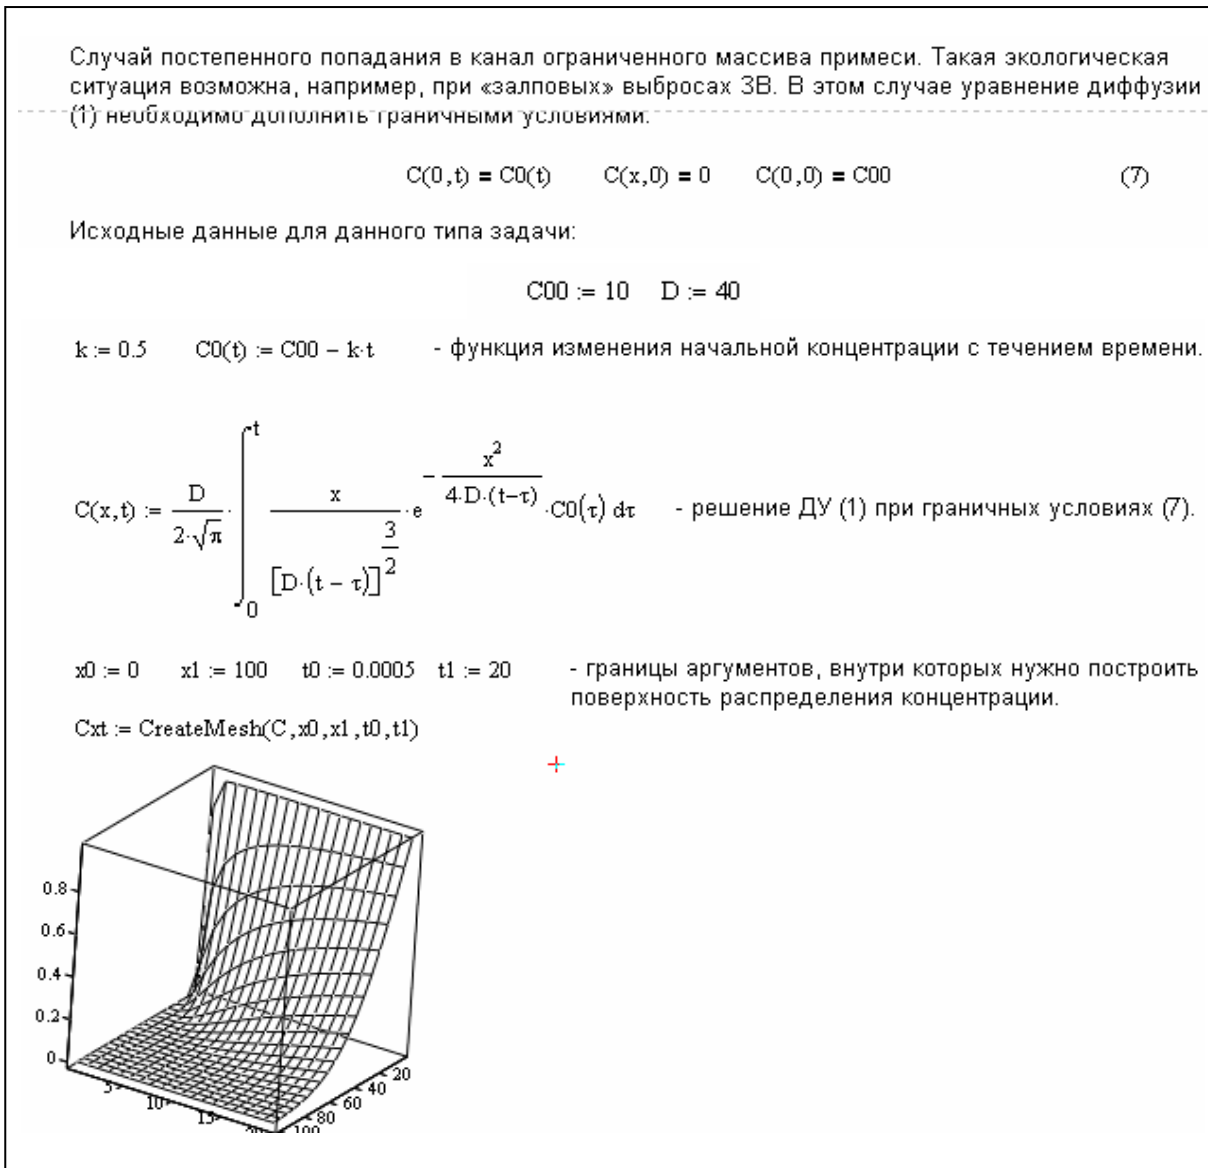 Случай постепенного попадания в канал ограниченного массива примеси. Такая экологическая
ситуация возможна, например, при «залповых» выбросах ЗВ. В этом случае уравнение диффузии
(1) необходимо дополнить граничными условиями:
C(0,t) = C0(t) C(x,0) = 0 C(0,0) = C00 (7)
Исходные данные для данного типа задачи:
C00 := 10 D := 40
k := 0.5 C0(t) := C00 − k·t - функция изменения начальной концентрации с течением времени.
C(x,t) := D/(2·√π) · ∫₀ᵗ x/[D·(t − τ)]^(3/2) · e^(−x²/(4·D·(t−τ))) · C0(τ) dτ - решение ДУ (1) при граничных условиях (7).
x0 := 0 x1 := 100 t0 := 0.0005 t1 := 20 - границы аргументов, внутри которых нужно построить
поверхность распределения концентрации.
Cxt := CreateMesh(C,x0,x1,t0,t1)
0.8
0.6
0.4
0.2
0
5
10
15
20
20
40
60
80
100